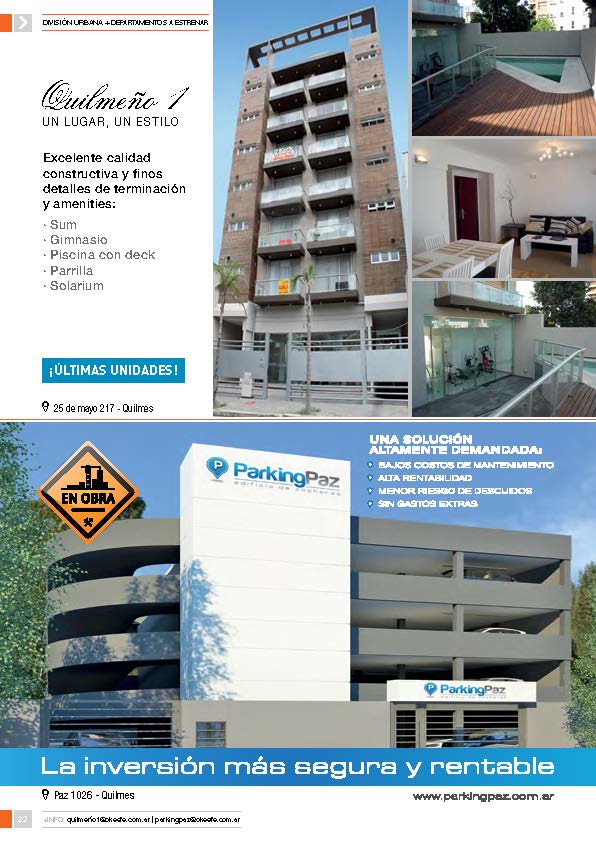 DIVISIÓN URBANA + DEPARTAMENTOS A ESTRENAR
Quilmeño 1
UN LUGAR, UN ESTILO
Excelente calidad
constructiva y finos
detalles de terminación
y amenities:
· Sum
· Gimnasio
· Piscina con deck
· Parrilla
· Solarium
¡ÚLTIMAS UNIDADES!
25 de mayo 217 - Quilmes
UNA SOLUCIÓN
ALTAMENTE DEMANDADA:
BAJOS COSTOS DE MANTENIMIENTO
ALTA RENTABILIDAD
MENOR RIESGO DE DESCUIDOS
SIN GASTOS EXTRAS
EN OBRA
ParkingPaz
edificio de cocheras
ParkingPaz
edificio de cocheras
La inversión más segura y rentable
Paz 1026 - Quilmes
www.parkingpaz.com.ar
22
+INFO: quilmeño1@okeefe.com.ar | parkingpaz@okeefe.com.ar